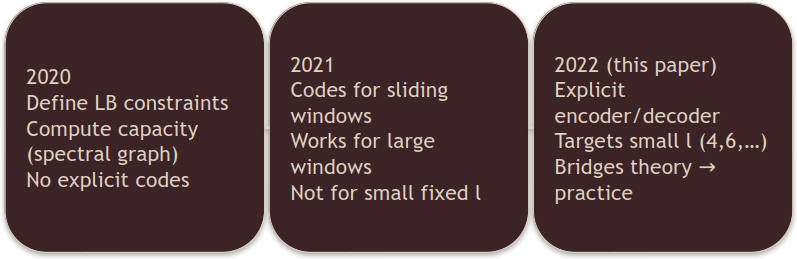 2020
Define LB constraints
Compute capacity
(spectral graph)
No explicit codes
2021
Codes for sliding
windows
Works for large
windows
Not for small fixed l
2022 (this paper)
Explicit
encoder/decoder
Targets small l (4,6,…)
Bridges theory →
practice